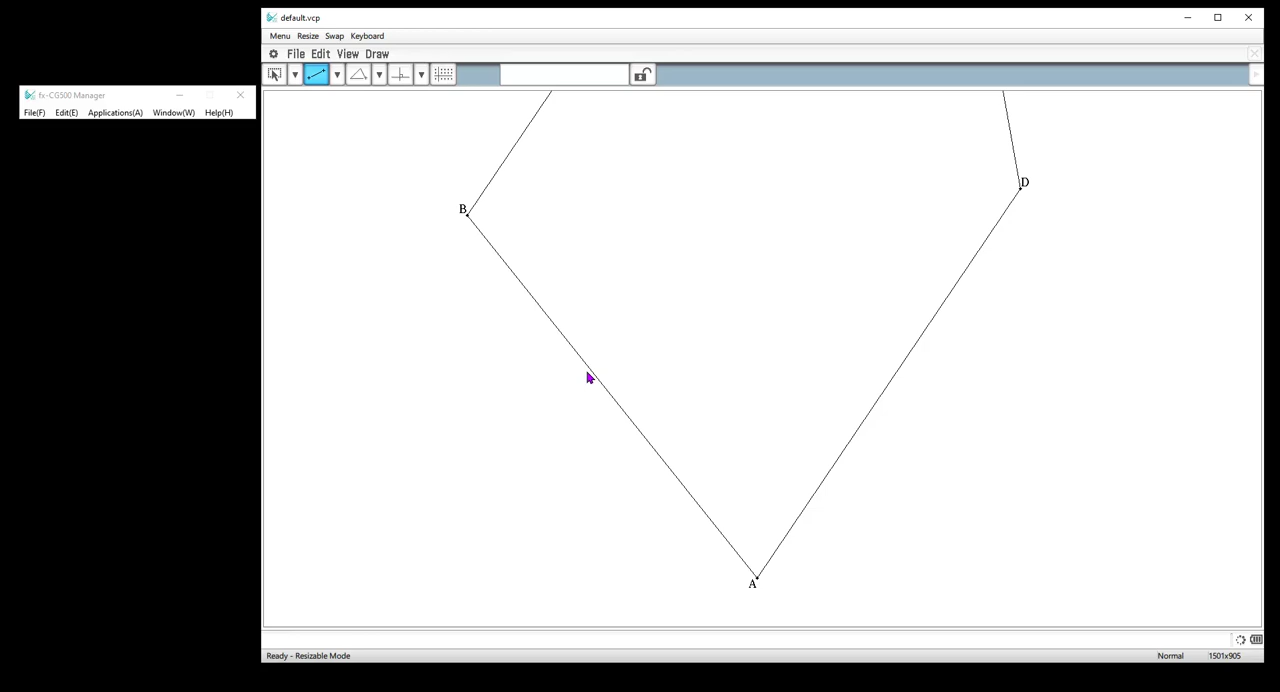 default.vcp
Menu Resize Swap Keyboard
File Edit View Draw
fx-CG500 Manager
File(F) Edit(E) Applications(A) Window(W) Help(H)
D
B
A
Ready - Resizable Mode Normal 1501x905